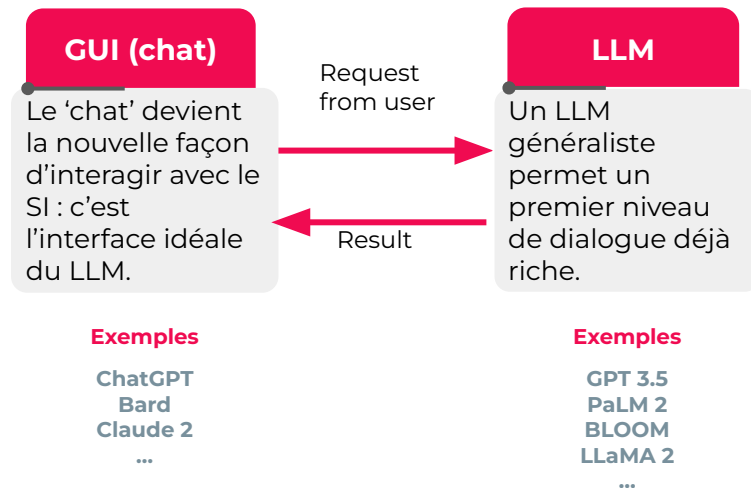 GUI (chat)
Le ‘chat’ devient
la nouvelle façon
d’interagir avec le
SI : c’est
l’interface idéale
du LLM.
Request
from user
Result
LLM
Un LLM
généraliste
permet un
premier niveau
de dialogue déjà
riche.
Exemples
ChatGPT
Bard
Claude 2
...
Exemples
GPT 3.5
PaLM 2
BLOOM
LLaMA 2
...